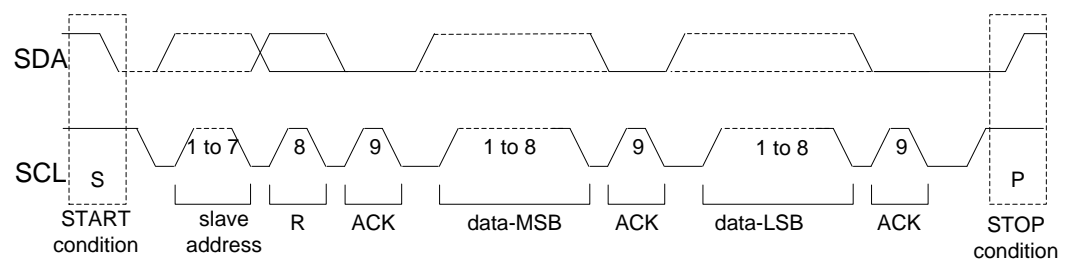 SDA
1 to 7 8 9 1 to 8 9 1 to 8 9
SCL S P
START condition
slave address
R
ACK
data-MSB
ACK
data-LSB
ACK
STOP condition